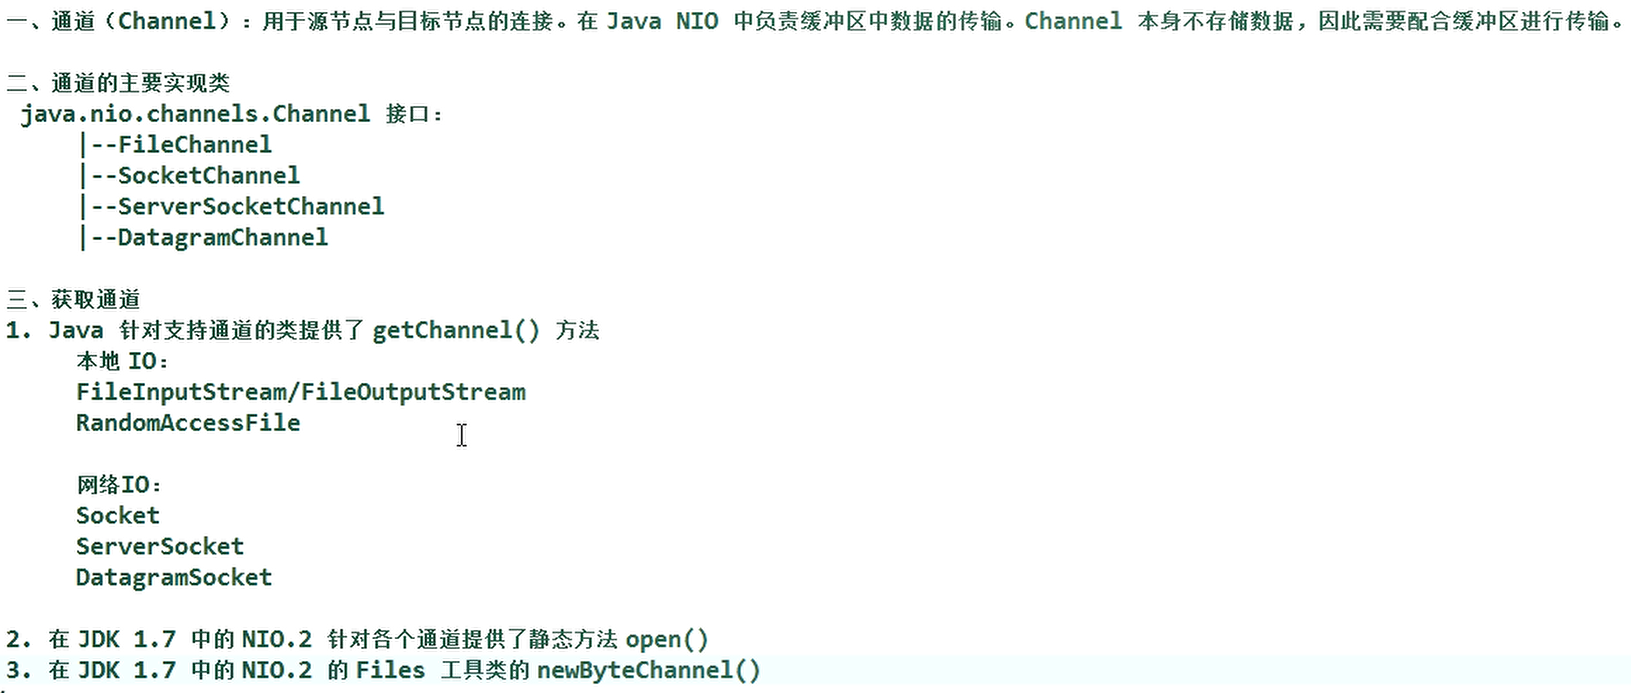 一、通道（Channel）：用于源节点与目标节点的连接。在 Java NIO 中负责缓冲区中数据的传输。Channel 本身不存储数据，因此需要配合缓冲区进行传输。
二、通道的主要实现类
java.nio.channels.Channel 接口：
|--FileChannel
|--SocketChannel
|--ServerSocketChannel
|--DatagramChannel
三、获取通道
1. Java 针对支持通道的类提供了 getChannel() 方法
本地 IO：
FileInputStream/FileOutputStream
RandomAccessFile
网络IO：
Socket
ServerSocket
DatagramSocket
2. 在 JDK 1.7 中的 NIO.2 针对各个通道提供了静态方法 open()
3. 在 JDK 1.7 中的 NIO.2 的 Files 工具类的 newByteChannel()